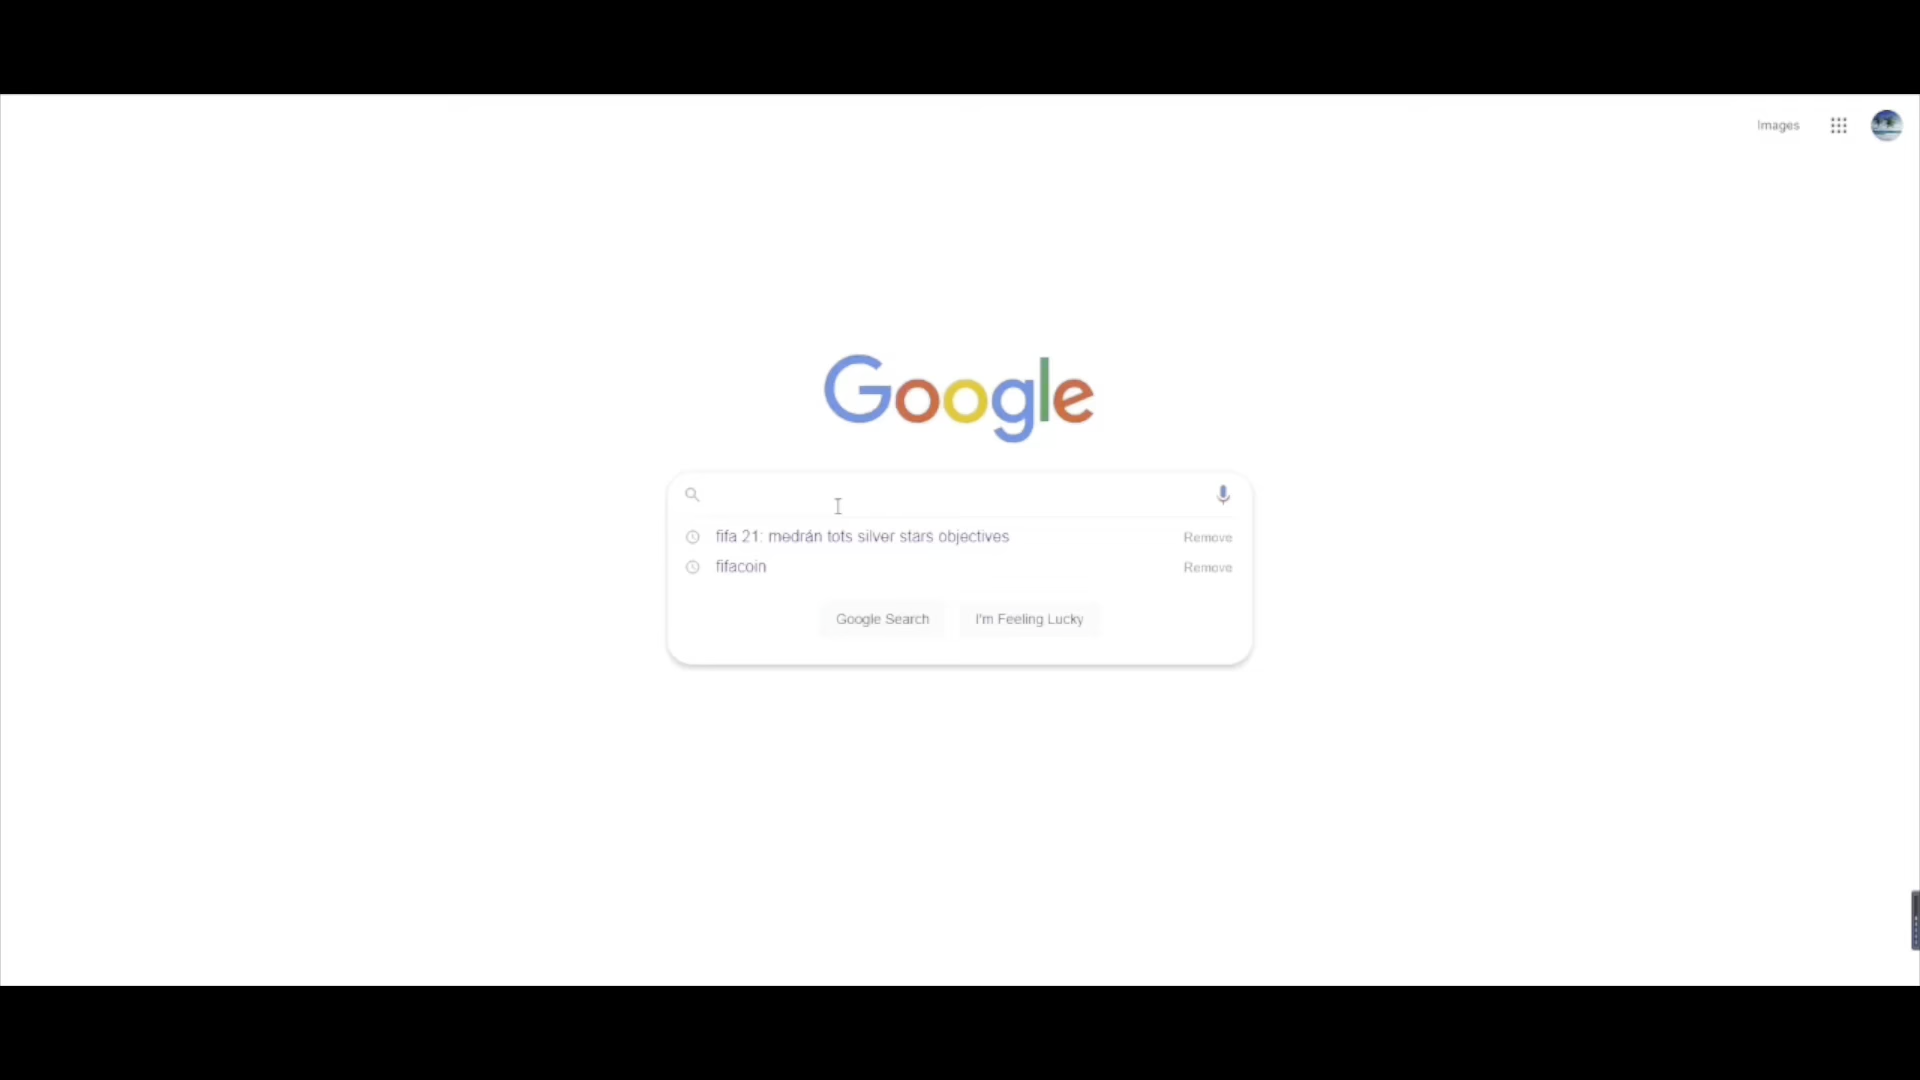 Images
Google
fifa 21: medrán tots silver stars objectives Remove
fifacoin Remove
Google Search I'm Feeling Lucky